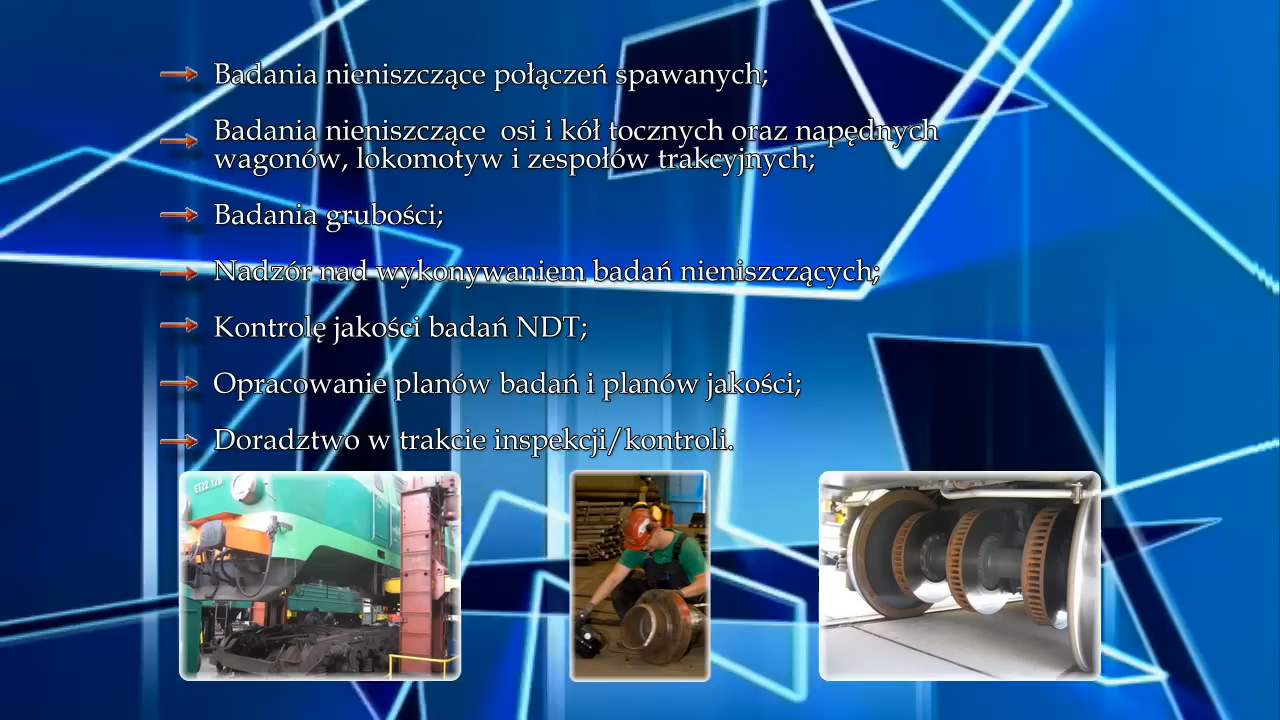 Badania nieniszczące połączeń spawanych;
Badania nieniszczące osi i kół tocznych oraz napędnych
wagonów, lokomotyw i zespołów trakcyjnych;
Badania grubości;
Nadzór nad wykonywaniem badań nieniszczących;
Kontrolę jakości badań NDT;
Opracowanie planów badań i planów jakości;
Doradztwo w trakcie inspekcji/kontroli.